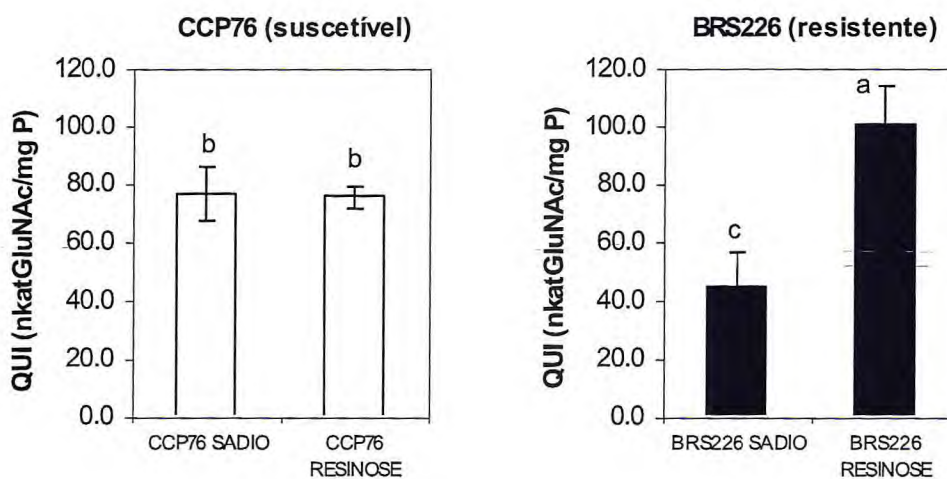 CCP76 (suscetível)
QUI (nkatGluNAc/mg P)
120.0
100.0
80.0
60.0
40.0
20.0
0.0
b
b
CCP76 SADIO
CCP76
RESINOSE
BRS226 (resistente)
QUI (nkatGluNAc/mg P)
120.0
100.0
80.0
60.0
40.0
20.0
0.0
c
a
BRS226 SADIO
BRS226
RESINOSE